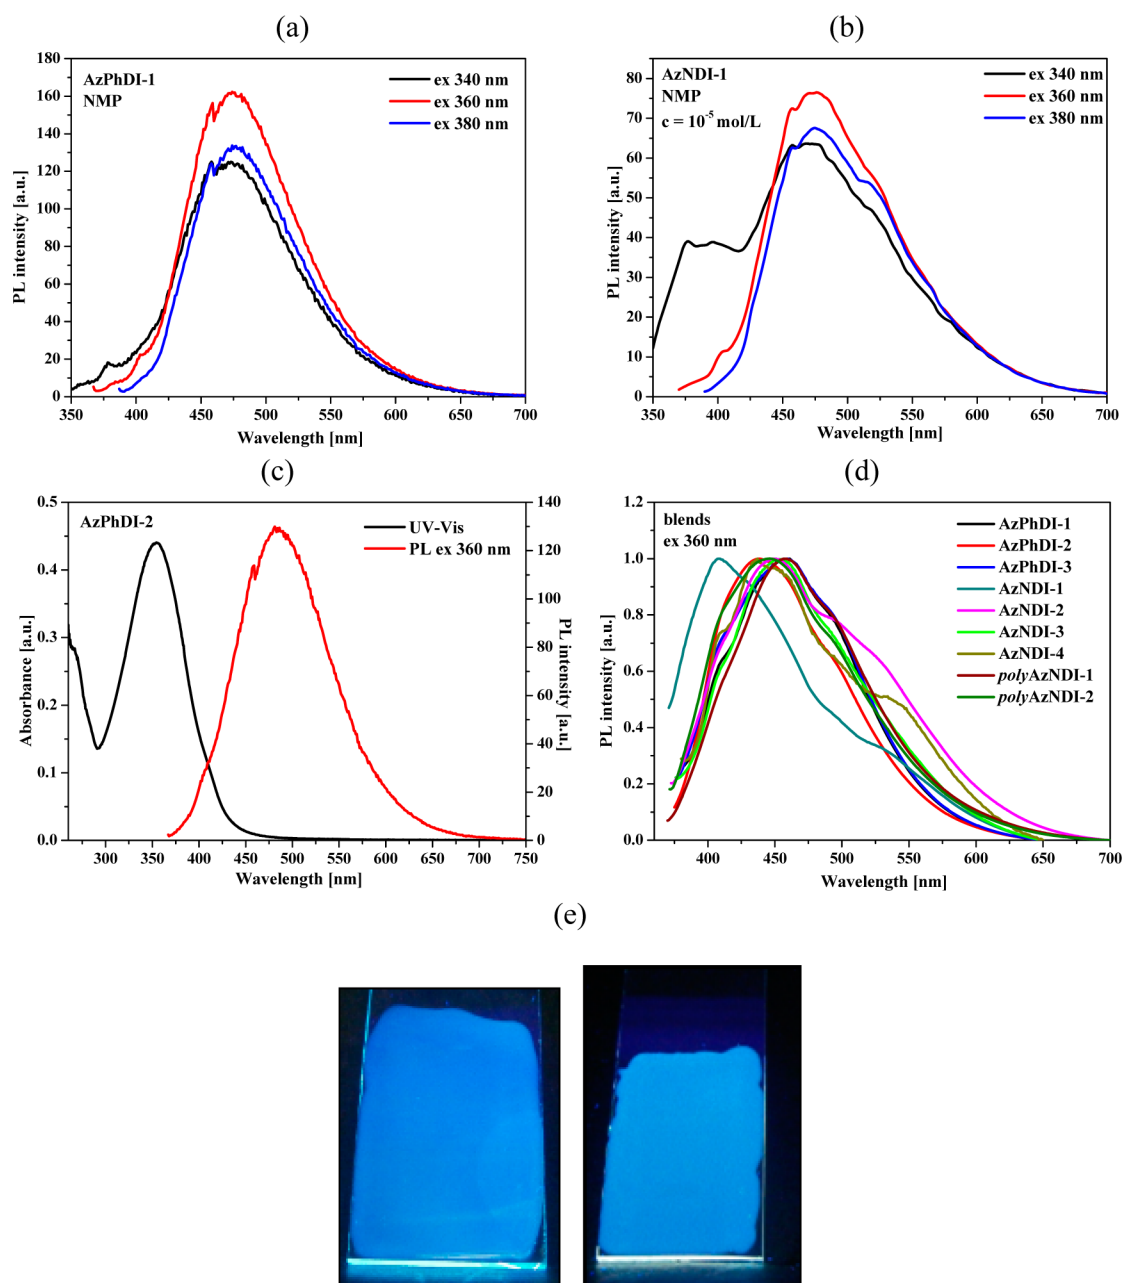 (a)
AzPhDI-1
NMP
ex 340 nm
ex 360 nm
ex 380 nm
PL intensity [a.u.]
180
160
140
120
100
80
60
40
20
0
350 400 450 500 550 600 650 700
Wavelength [nm]
(b)
AzNDI-1
NMP
c = 10⁻⁵ mol/L
ex 340 nm
ex 360 nm
ex 380 nm
PL intensity [a.u.]
80
70
60
50
40
30
20
10
0
350 400 450 500 550 600 650 700
Wavelength [nm]
(c)
AzPhDI-2
UV-Vis
PL ex 360 nm
Absorbance [a.u.]
0.5
0.4
0.3
0.2
0.1
0.0
PL intensity [a.u.]
140
120
100
80
60
40
20
0
300 350 400 450 500 550 600 650 700 750
Wavelength [nm]
(d)
blends
ex 360 nm
AzPhDI-1
AzPhDI-2
AzPhDI-3
AzNDI-1
AzNDI-2
AzNDI-3
AzNDI-4
polyAzNDI-1
polyAzNDI-2
PL intensity [a.u.]
1.2
1.0
0.8
0.6
0.4
0.2
0.0
400 450 500 550 600 650 700
Wavelength [nm]
(e)